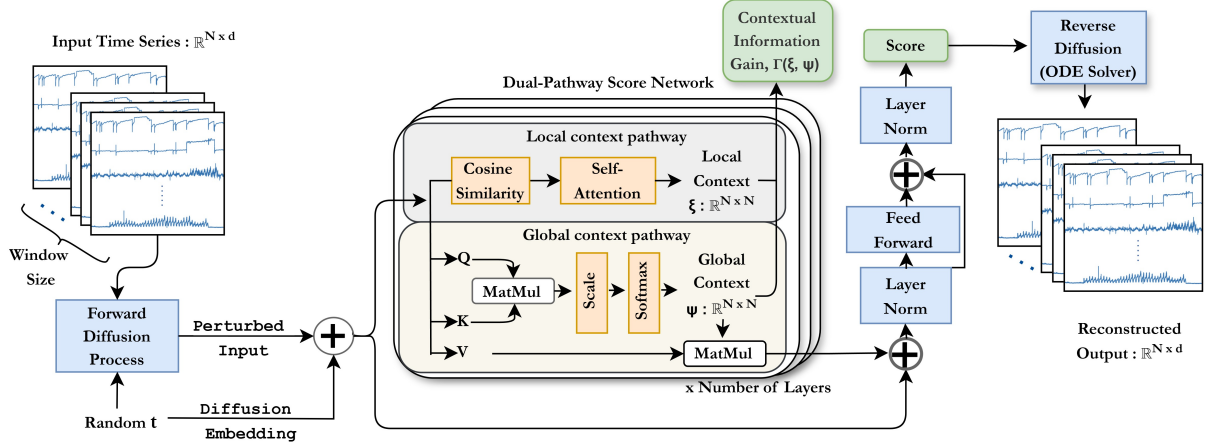 Input Time Series : ℝ^{N x d}
Window
Size
Forward
Diffusion
Process
Random t
Perturbed
Input
Diffusion
Embedding
Dual-Pathway Score Network
Local context pathway
Cosine
Similarity
Self-
Attention
Local
Context
ξ : ℝ^{N x N}
Global context pathway
Q
K
V
MatMul
Scale
Softmax
Global
Context
ψ : ℝ^{N x N}
MatMul
x Number of Layers
Contextual
Information
Gain, Γ(ξ, ψ)
Score
Layer
Norm
Feed
Forward
Layer
Norm
Reverse
Diffusion
(ODE Solver)
Reconstructed
Output : ℝ^{N x d}